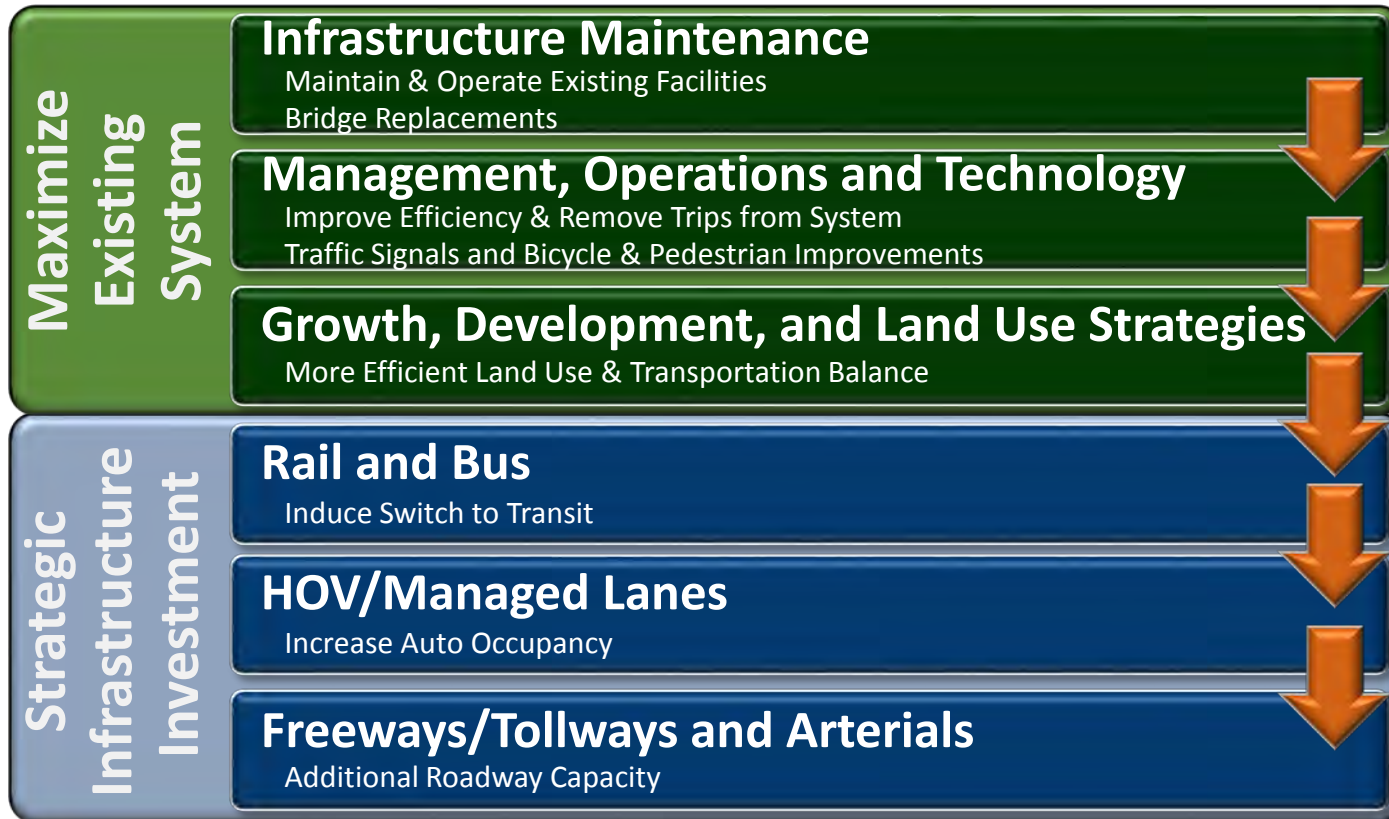 Maximize
Existing
System
Infrastructure Maintenance
Maintain & Operate Existing Facilities
Bridge Replacements
Management, Operations and Technology
Improve Efficiency & Remove Trips from System
Traffic Signals and Bicycle & Pedestrian Improvements
Growth, Development, and Land Use Strategies
More Efficient Land Use & Transportation Balance
Strategic
Infrastructure
Investment
Rail and Bus
Induce Switch to Transit
HOV/Managed Lanes
Increase Auto Occupancy
Freeways/Tollways and Arterials
Additional Roadway Capacity